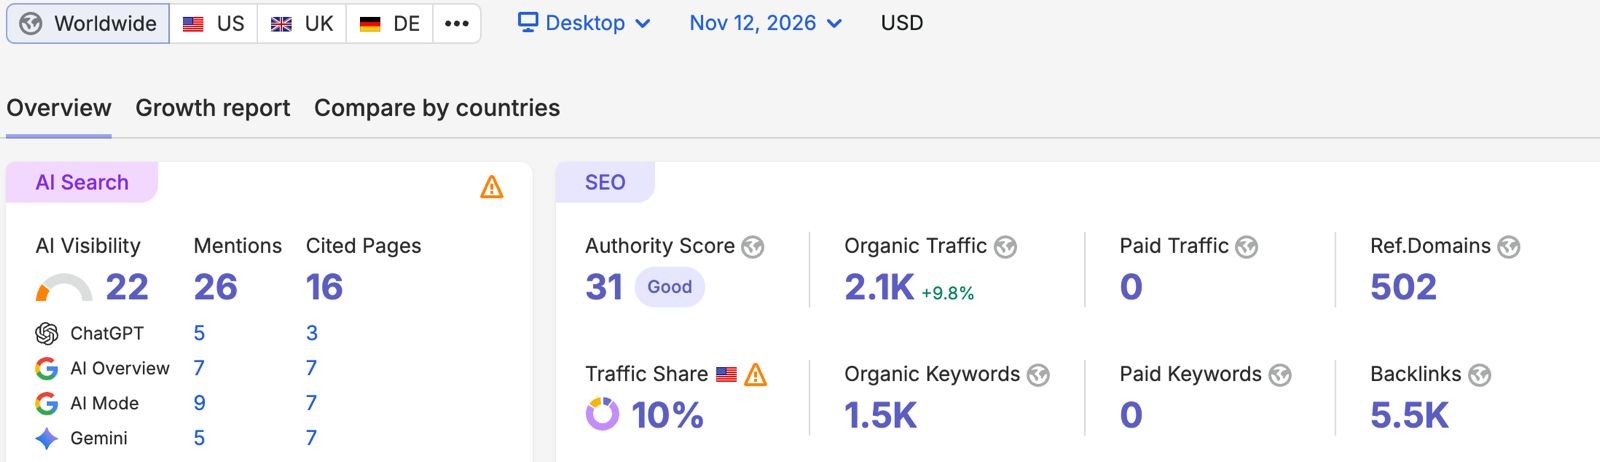 Worldwide US UK DE •••
Desktop Nov 12, 2026 USD
Overview Growth report Compare by countries
AI Search
AI Visibility Mentions Cited Pages
22 26 16
ChatGPT 5 3
AI Overview 7 7
AI Mode 9 7
Gemini 5 7
SEO
Authority Score Organic Traffic Paid Traffic Ref.Domains
31 Good 2.1K +9.8% 0 502
Traffic Share Organic Keywords Paid Keywords Backlinks
10% 1.5K 0 5.5K